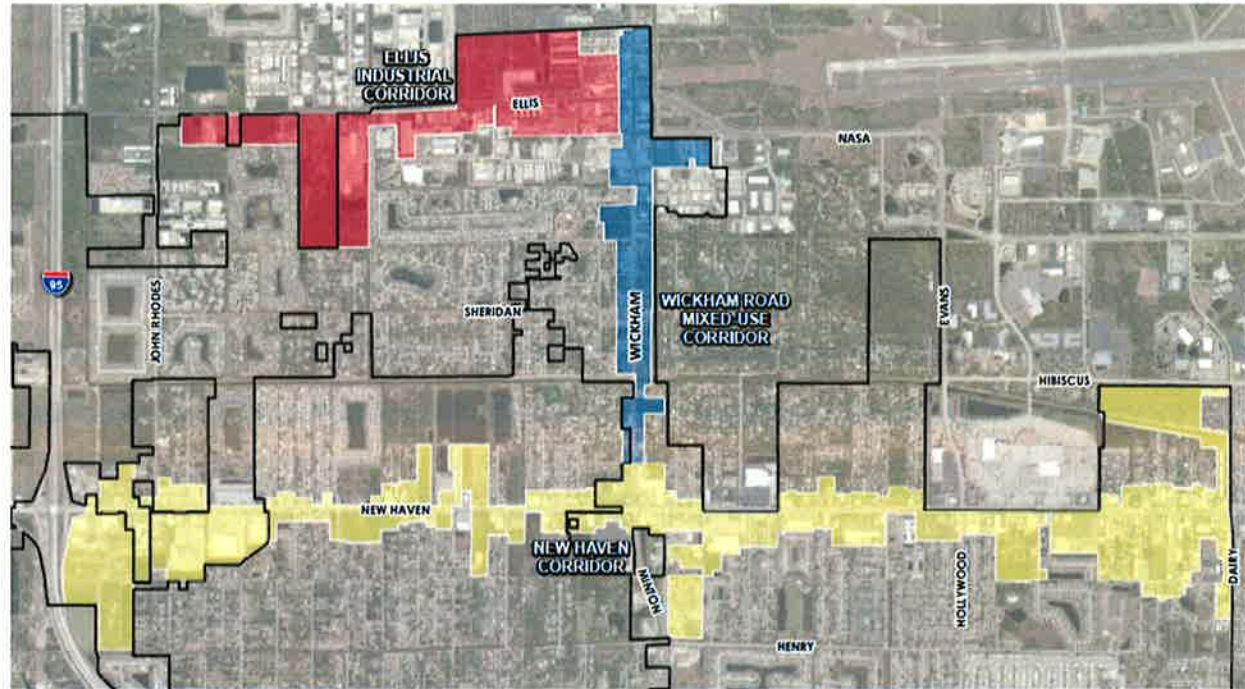 ELLIS
INDUSTRIAL
CORRIDOR
ELLIS
NASA
95
JOHN RHODES
SHERIDAN
WICKHAM
WICKHAM ROAD
MIXED-USE
CORRIDOR
EVANS
HIBISCUS
NEW HAVEN
NEW HAVEN
CORRIDOR
MINTON
HOLLYWOOD
DAIRY
HENRY